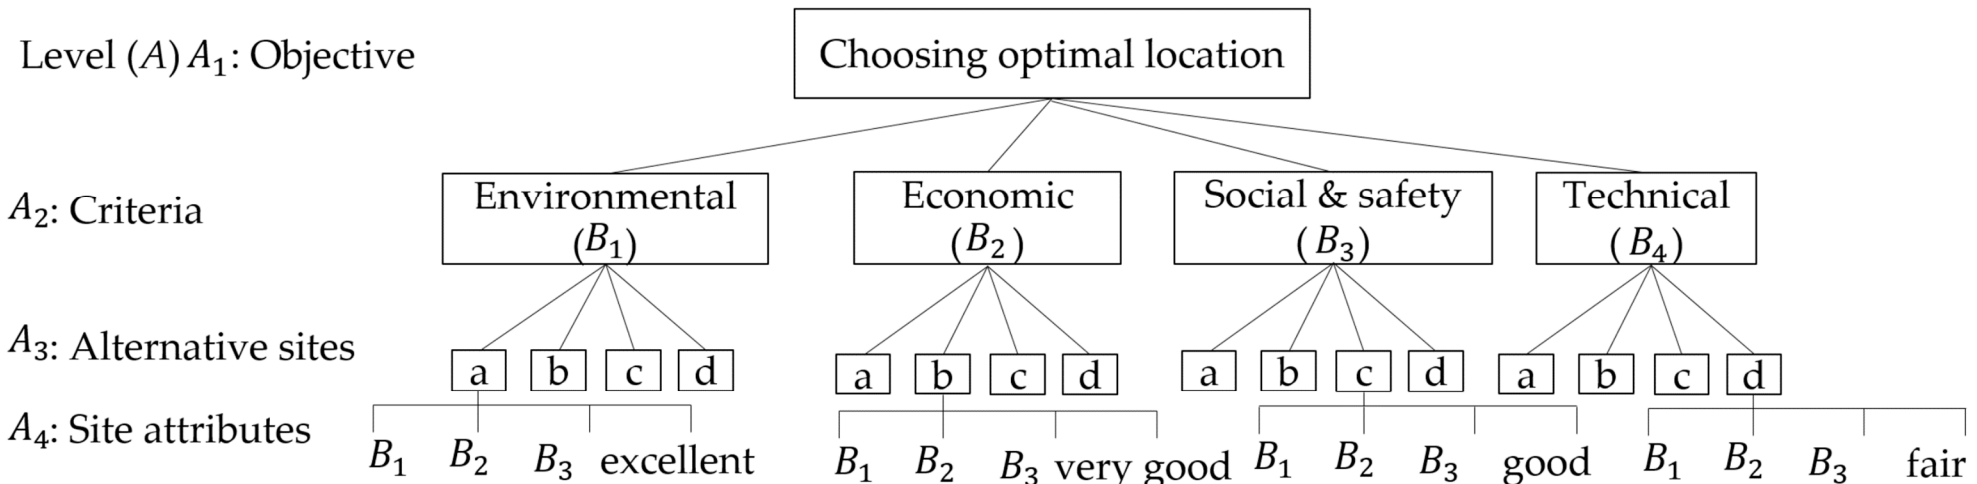 Level (A) A₁: Objective
Choosing optimal location
A₂: Criteria
Environmental
(B₁)
Economic
(B₂)
Social & safety
(B₃)
Technical
(B₄)
A₃: Alternative sites
a b c d
a b c d
a b c d
a b c d
A₄: Site attributes
B₁ B₂ B₃ excellent
B₁ B₂ B₃ very good
B₁ B₂ B₃ good
B₁ B₂ B₃ fair